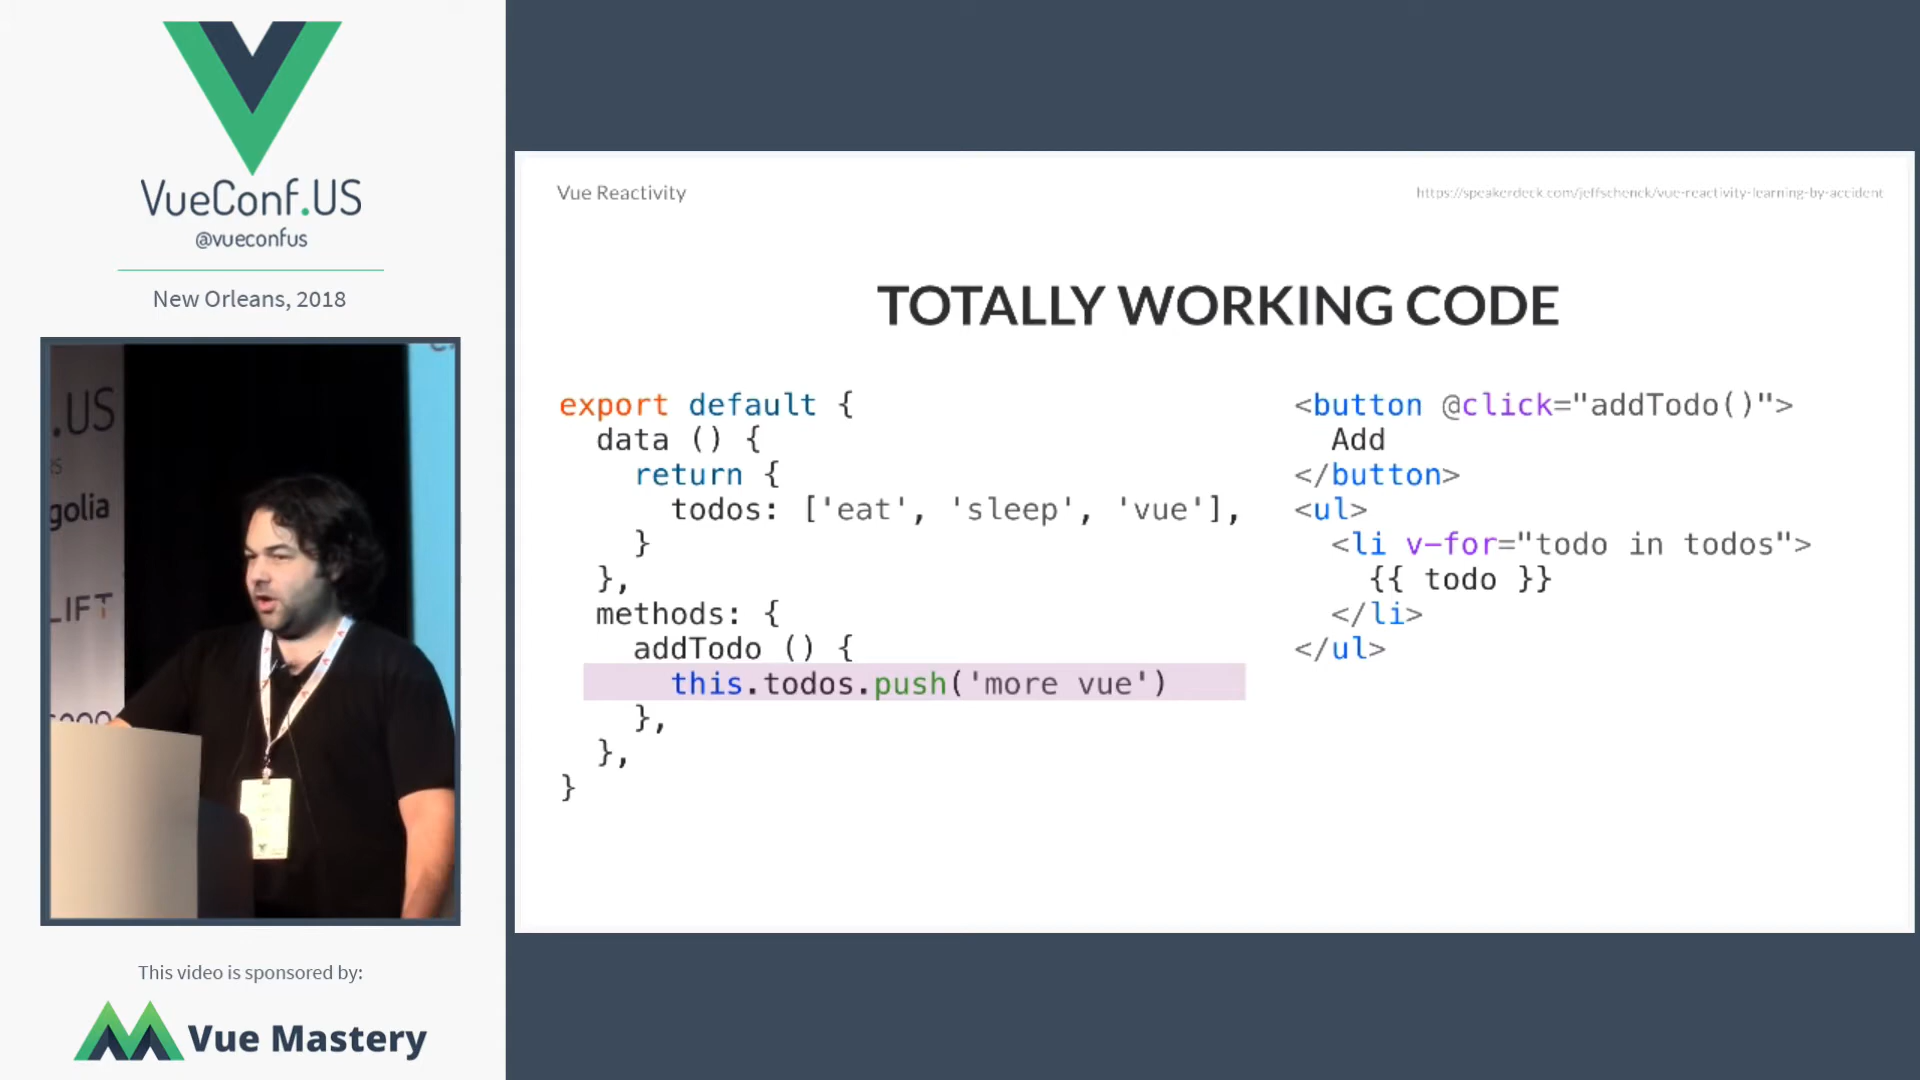 VueConf.US
@vueconfus
New Orleans, 2018
.US
golia
LIFT
This video is sponsored by:
Vue Mastery
Vue Reactivity
https://speakerdeck.com/jeffschenck/vue-reactivity-learning-by-accident
TOTALLY WORKING CODE
export default {
  data () {
    return {
      todos: ['eat', 'sleep', 'vue'],
    }
  },
  methods: {
    addTodo () {
      this.todos.push('more vue')
    },
  },
}
<button @click="addTodo()">
  Add
</button>
<ul>
  <li v-for="todo in todos">
    {{ todo }}
  </li>
</ul>